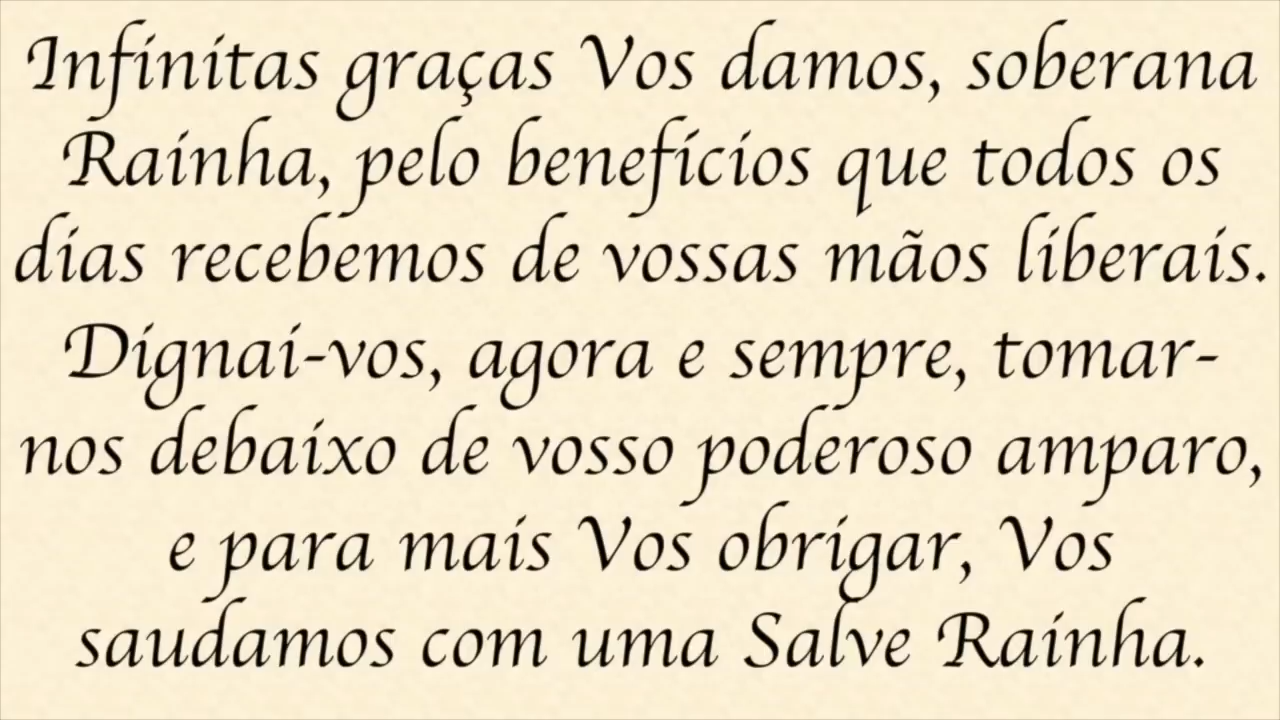 Infinitas graças Vos damos, soberana
Rainha, pelo benefícios que todos os
dias recebemos de vossas mãos liberais.
Dignai-vos, agora e sempre, tomar-
nos debaixo de vosso poderoso amparo,
e para mais Vos obrigar, Vos
saudamos com uma Salve Rainha.